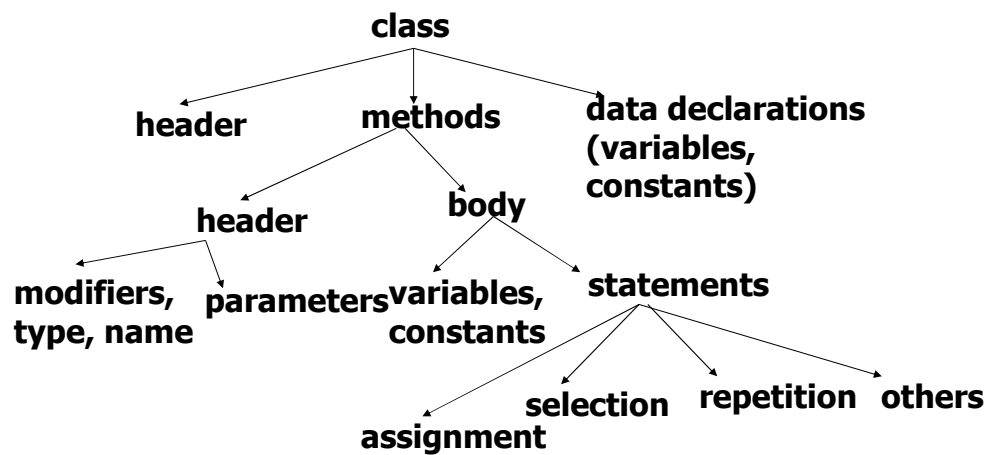 class
header
methods
data declarations
(variables,
constants)
header
body
modifiers,
type, name
parameters
variables,
constants
statements
assignment
selection
repetition
others